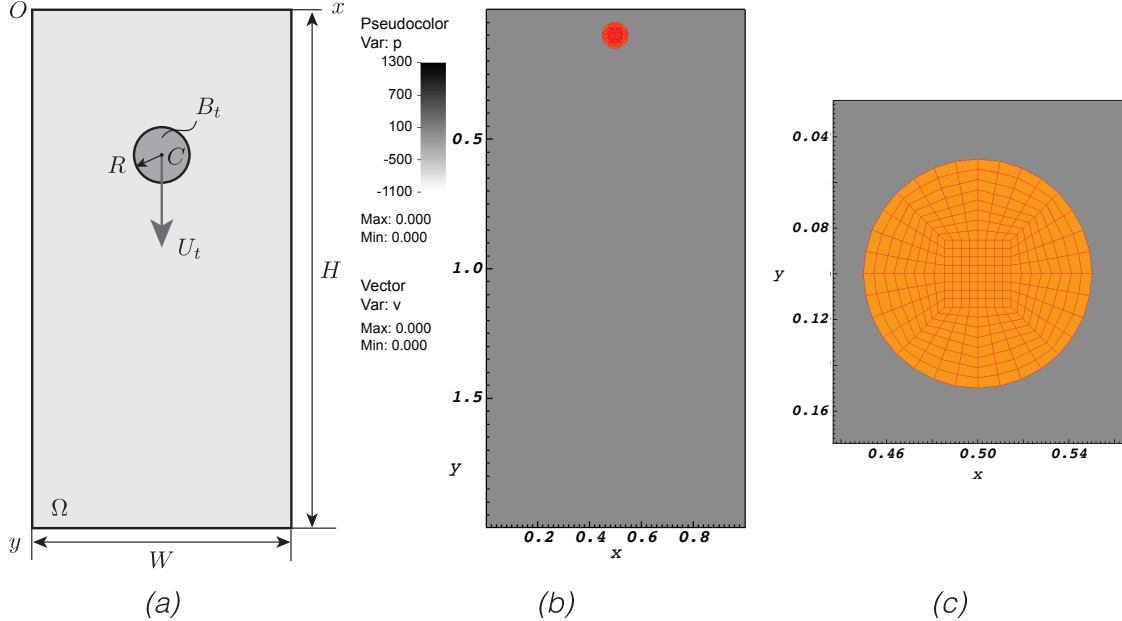 O
x
B_t
R
C
U_t
H
Ω
y
W
(a)
Pseudocolor
Var: p
1300
700
100
-500
-1100
Max: 0.000
Min: 0.000
Vector
Var: v
Max: 0.000
Min: 0.000
0.5
1.0
1.5
y
0.2 0.4 0.6 0.8
x
(b)
0.04
0.08
y
0.12
0.16
0.46 0.50 0.54
x
(c)